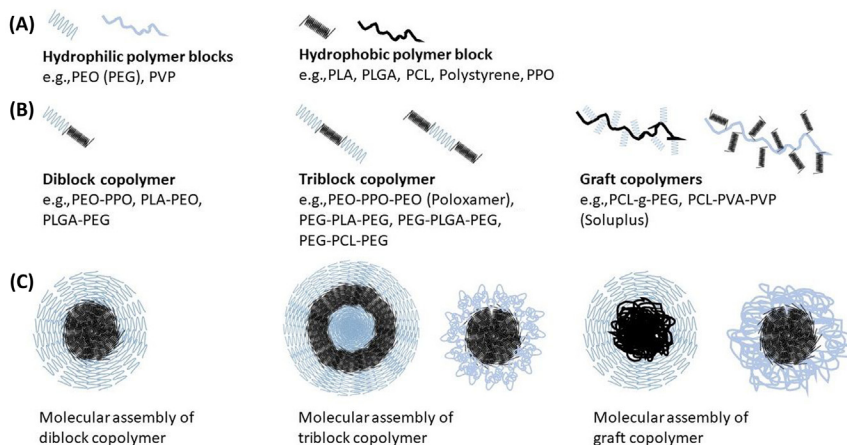 (A)
Hydrophilic polymer blocks
e.g.,PEO (PEG), PVP
Hydrophobic polymer block
e.g.,PLA, PLGA, PCL, Polystyrene, PPO
(B)
Diblock copolymer
e.g.,PEO-PPO, PLA-PEO,
PLGA-PEG
Triblock copolymer
e.g.,PEO-PPO-PEO (Poloxamer),
PEG-PLA-PEG, PEG-PLGA-PEG,
PEG-PCL-PEG
Graft copolymers
e.g.,PCL-g-PEG, PCL-PVA-PVP
(Soluplus)
(C)
Molecular assembly of
diblock copolymer
Molecular assembly of
triblock copolymer
Molecular assembly of
graft copolymer